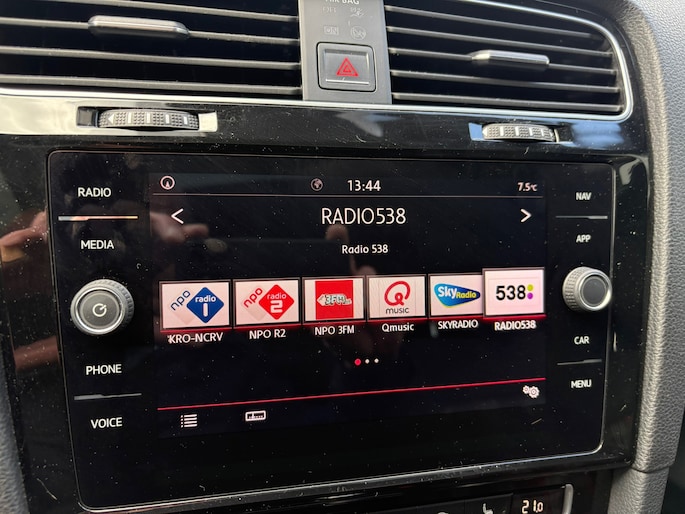 AIR BAG
RADIO
MEDIA
PHONE
VOICE
13:44
7.5°C
< RADIO538 >
Radio 538
npo radio 1
npo radio 2
3FM
Q music
Sky Radio
538
KRO-NCRV
NPO R2
NPO 3FM
Qmusic
SKYRADIO
RADIO538
NAV
APP
CAR
MENU
21.0